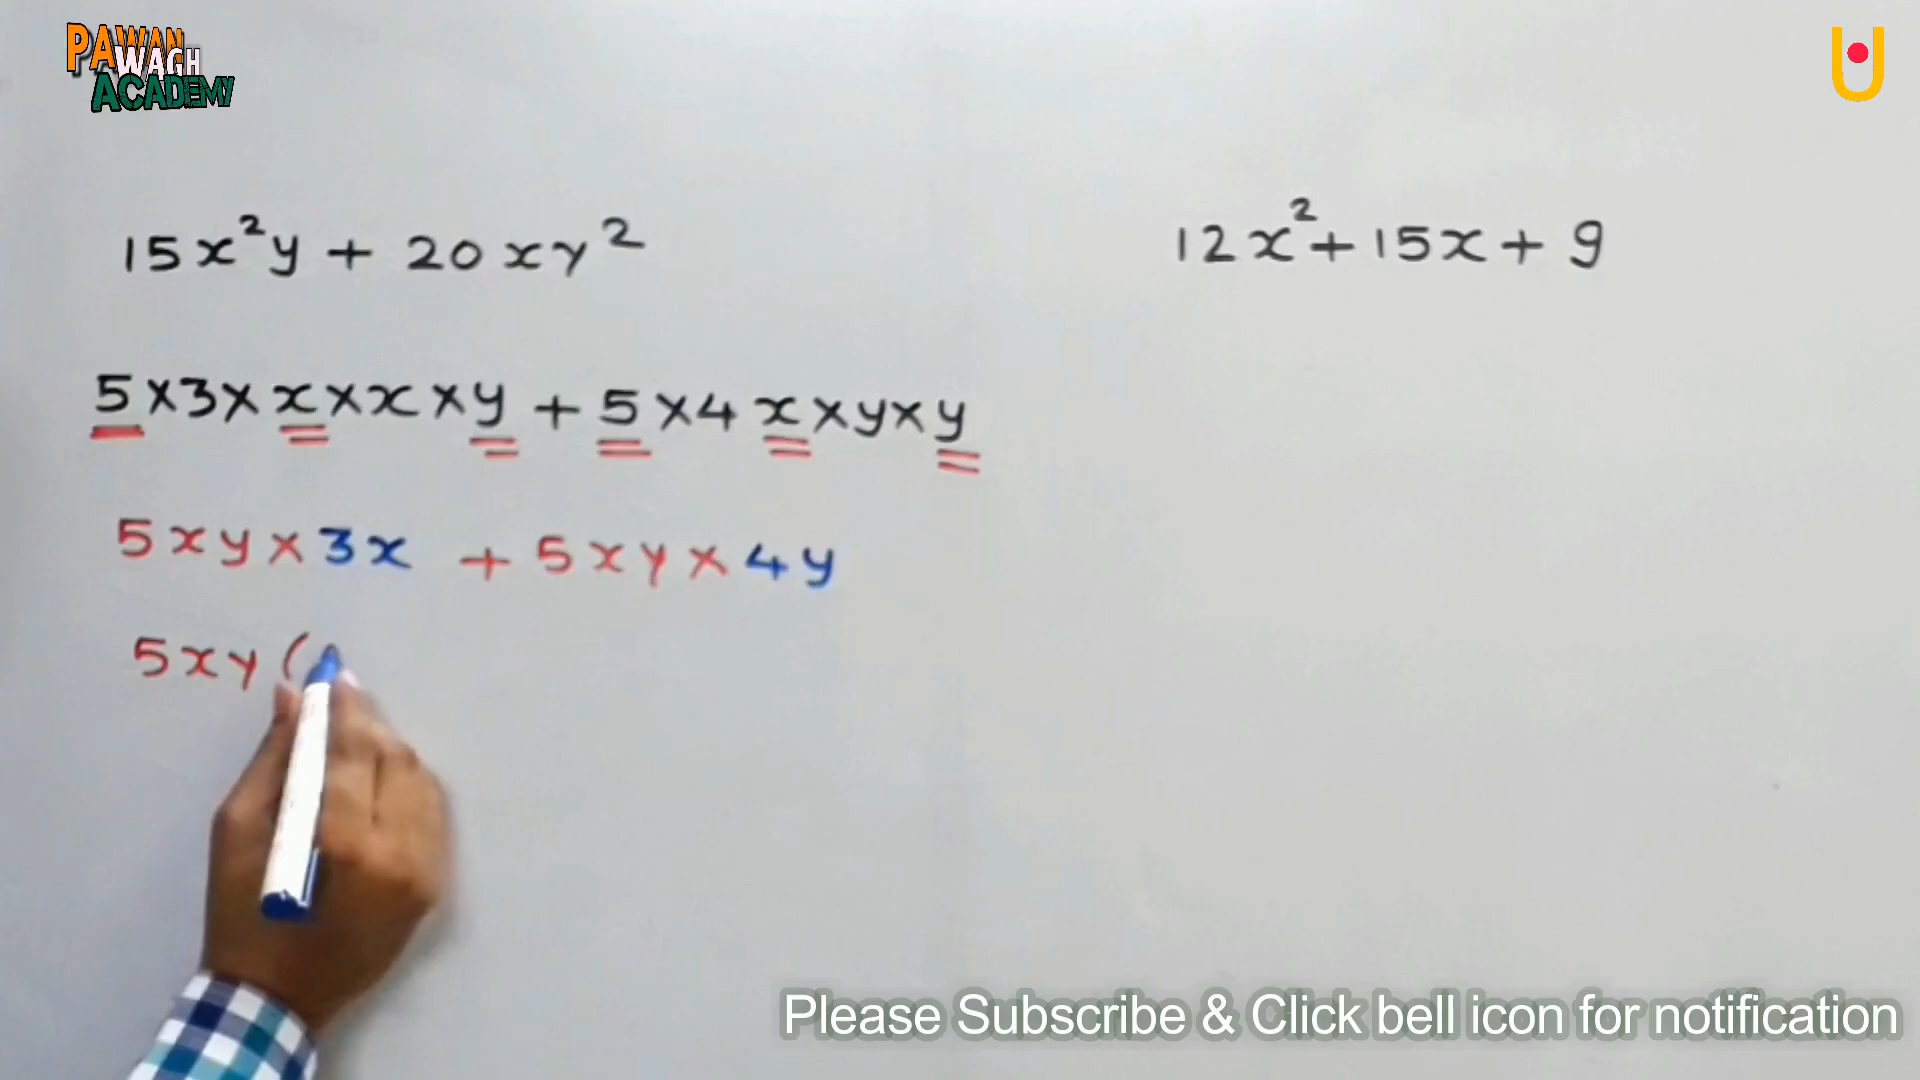 PAWAN
WAGH
ACADEMY
15x²y + 20xy²
5×3×x×x×y + 5×4 x×y×y
5xy×3x + 5xy×4y
5xy(
12x²+15x+9
Please Subscribe & Click bell icon for notification